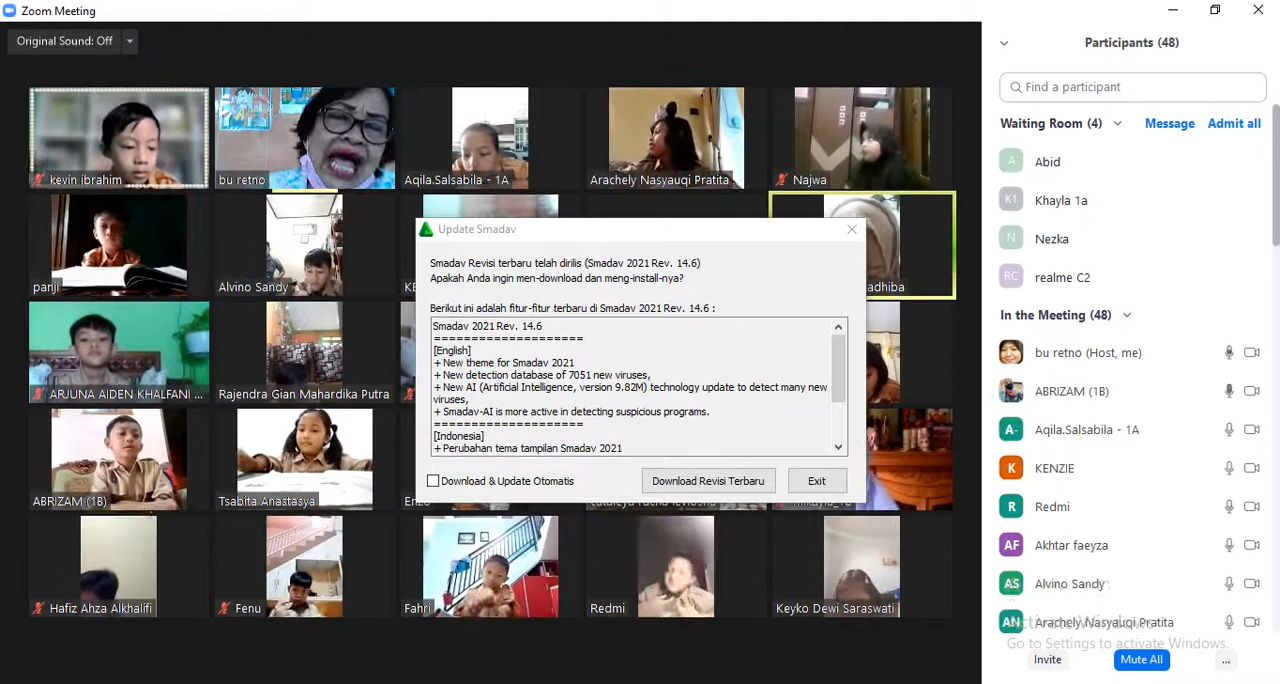 Zoom Meeting
Original Sound: Off
kevin ibrahim
bu retno
Aqila.Salsabila - 1A
Arachely Nasyauqi Pratita
Najwa
panji
Alvino Sandy
adhiba
ARJUNA AIDEN KHALFANI ...
Rajendra Gian Mahardika Putra
ABRIZAM (1B)
Tsabita Anastasya
Hafiz Ahza Alkhalifi
Fenu
Fahri
Redmi
Keyko Dewi Saraswati
Update Smadav
Smadav Revisi terbaru telah dirilis (Smadav 2021 Rev. 14.6)
Apakah Anda ingin men-download dan meng-install-nya?
Berikut ini adalah fitur-fitur terbaru di Smadav 2021 Rev. 14.6 :
Smadav 2021 Rev. 14.6
====================
[English]
+ New theme for Smadav 2021
+ New detection database of 7051 new viruses,
+ New AI (Artificial Intelligence, version 9.82M) technology update to detect many new
viruses,
+ Smadav-AI is more active in detecting suspicious programs.
====================
[Indonesia]
+ Perubahan tema tampilan Smadav 2021
Download & Update Otomatis
Download Revisi Terbaru
Exit
Participants (48)
Find a participant
Waiting Room (4)
Message
Admit all
A Abid
K1 Khayla 1a
N Nezka
RC realme C2
In the Meeting (48)
bu retno (Host, me)
ABRIZAM (1B)
A- Aqila.Salsabila - 1A
K KENZIE
R Redmi
AF Akhtar faeyza
AS Alvino Sandy
AN Arachely Nasyauqi Pratita
Activate Windows
Go to Settings to activate Windows.
Invite
Mute All
...